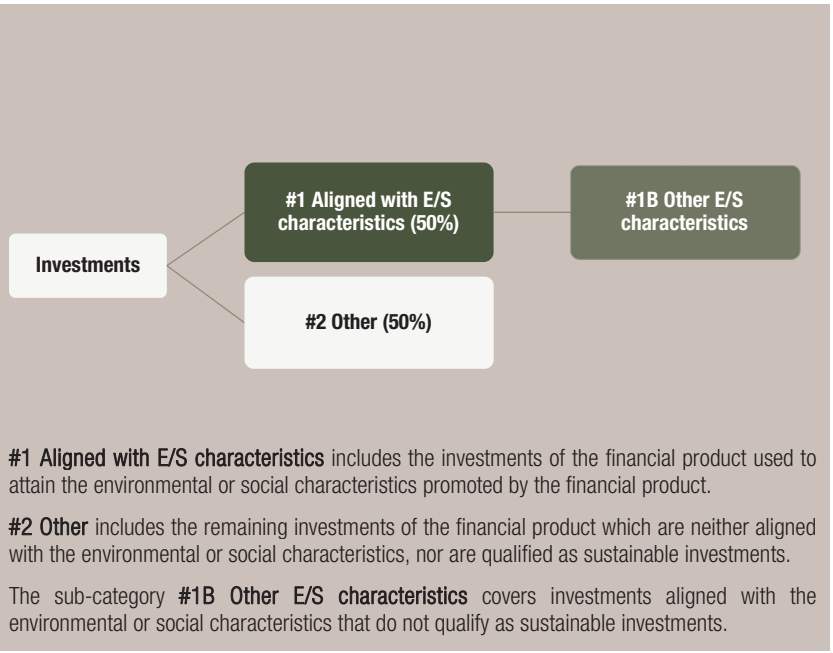 #1 Aligned with E/S
characteristics (50%)
#1B Other E/S
characteristics
Investments
#2 Other (50%)
#1 Aligned with E/S characteristics includes the investments of the financial product used to
attain the environmental or social characteristics promoted by the financial product.
#2 Other includes the remaining investments of the financial product which are neither aligned
with the environmental or social characteristics, nor are qualified as sustainable investments.
The sub-category #1B Other E/S characteristics covers investments aligned with the
environmental or social characteristics that do not qualify as sustainable investments.